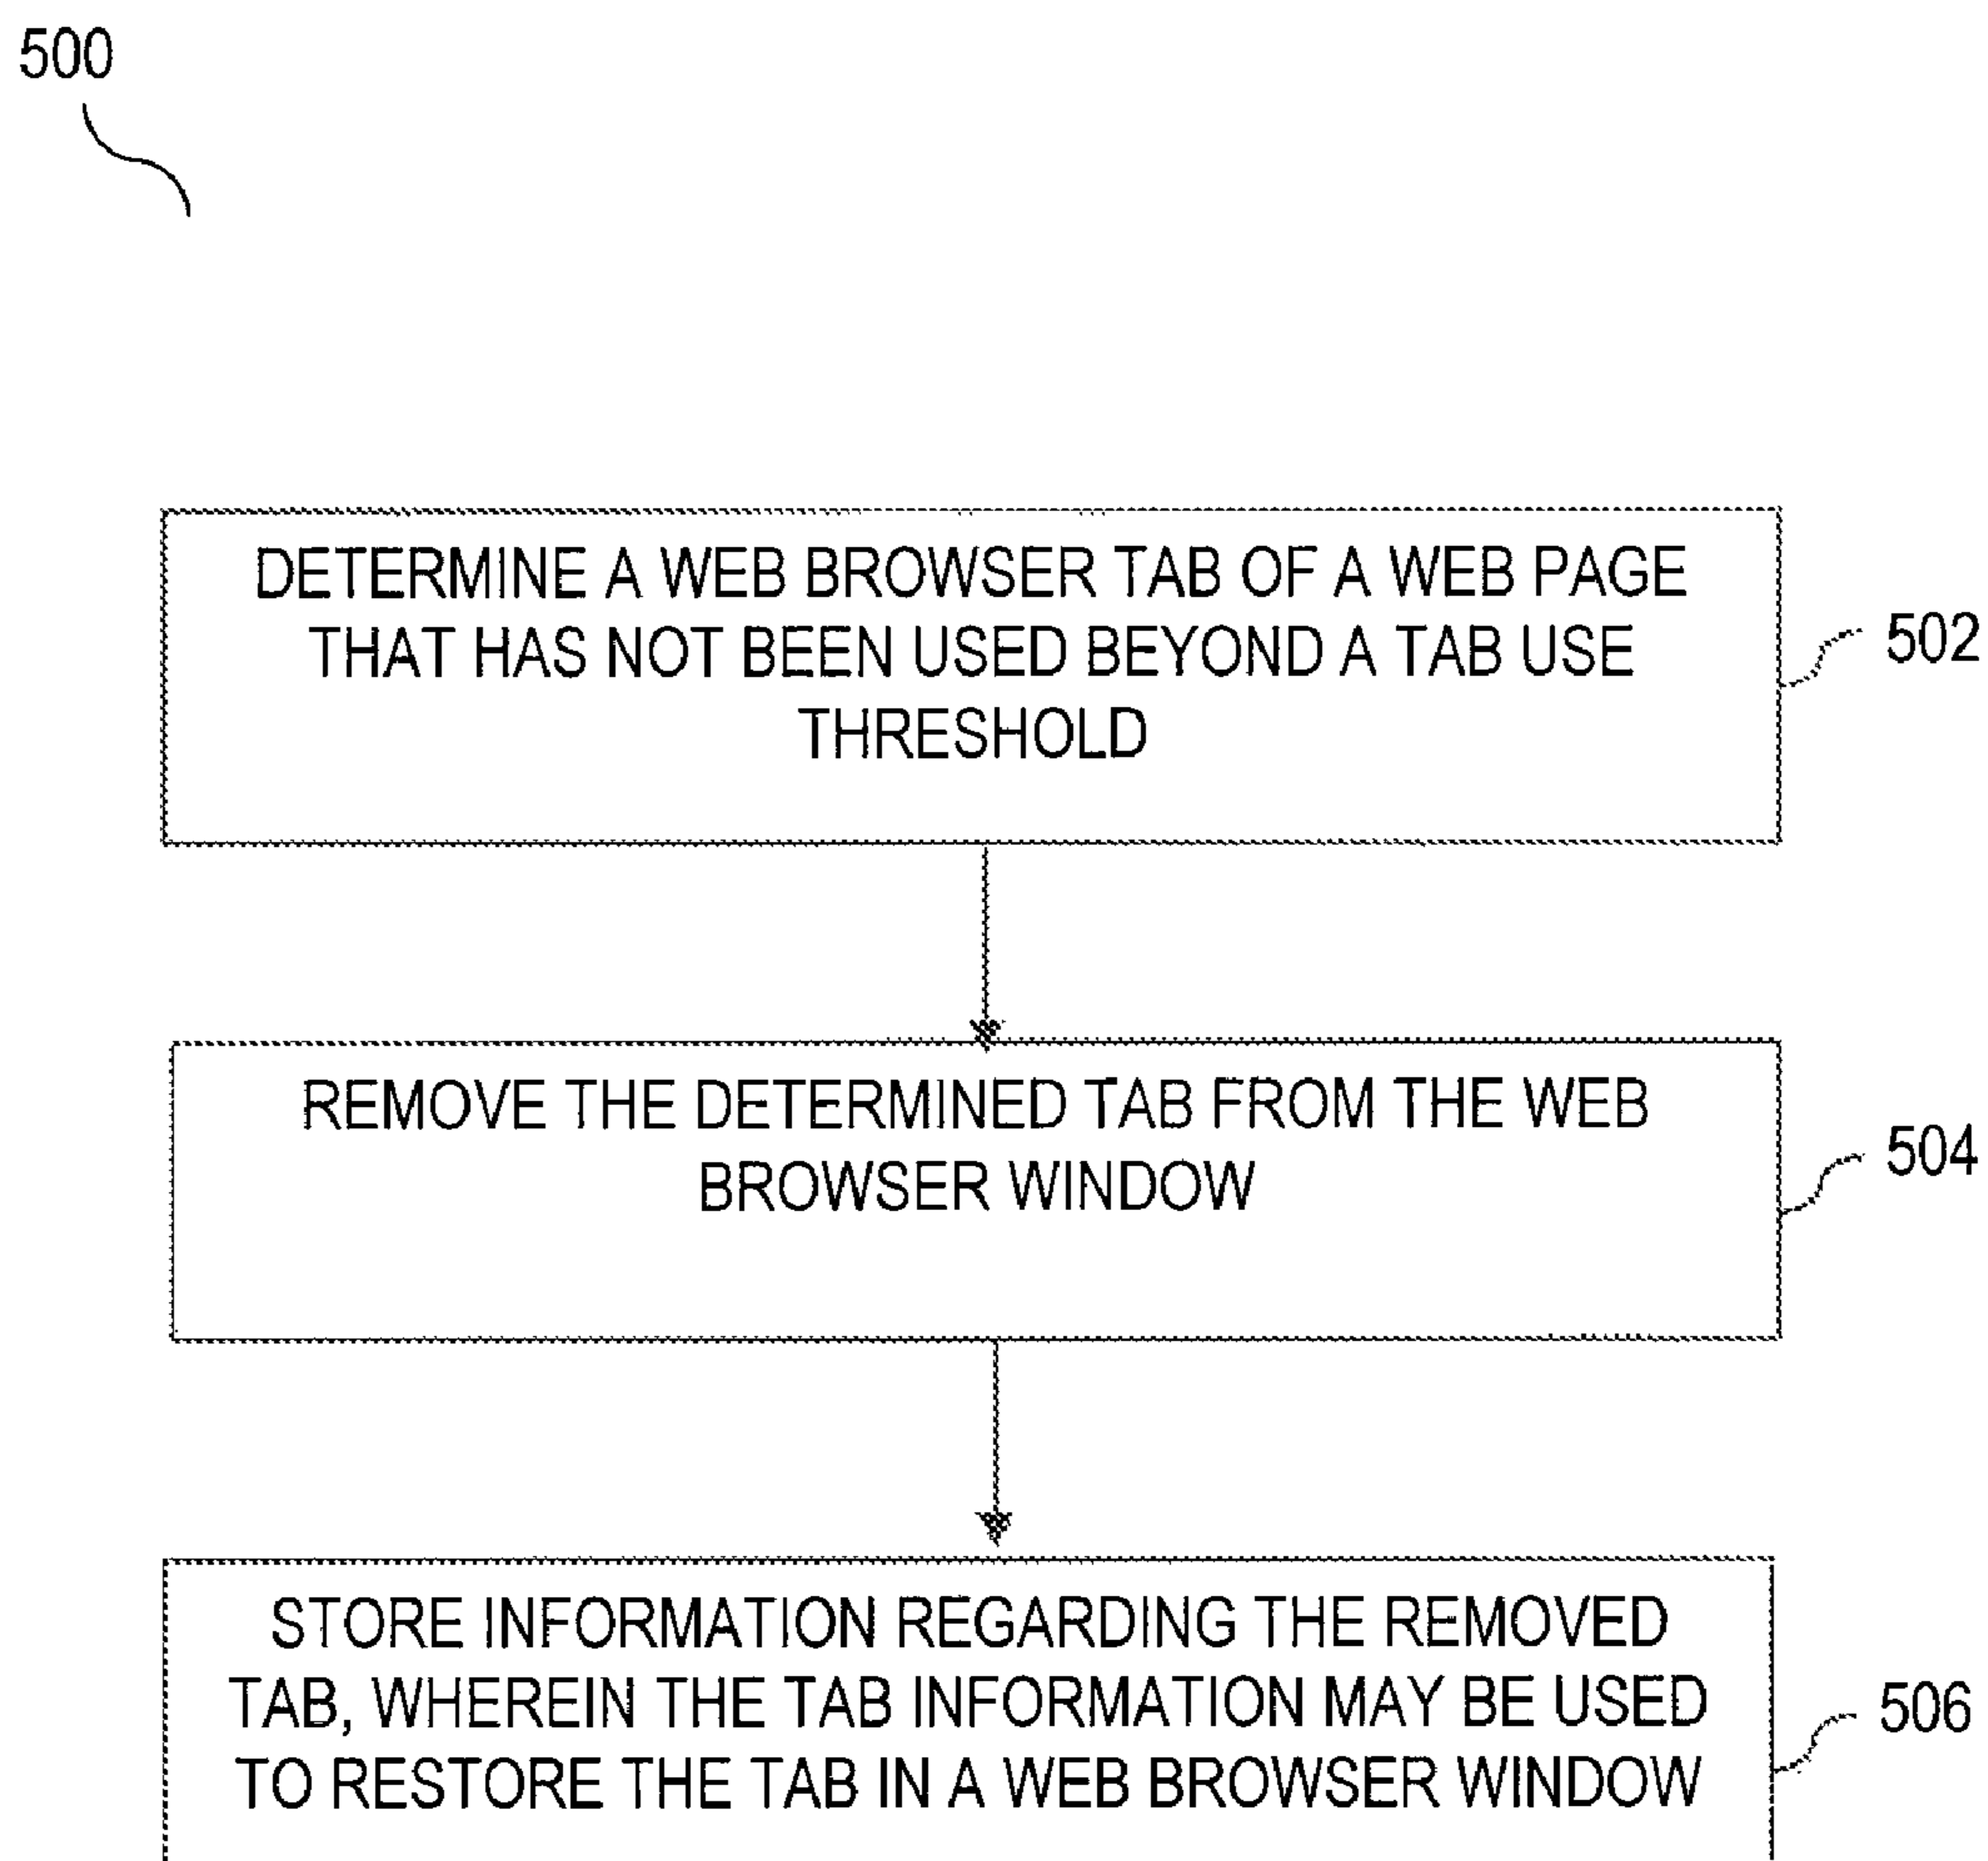 500
DETERMINE A WEB BROWSER TAB OF A WEB PAGE
THAT HAS NOT BEEN USED BEYOND A TAB USE
THRESHOLD
502
REMOVE THE DETERMINED TAB FROM THE WEB
BROWSER WINDOW
504
STORE INFORMATION REGARDING THE REMOVED
TAB, WHEREIN THE TAB INFORMATION MAY BE USED
TO RESTORE THE TAB IN A WEB BROWSER WINDOW
506